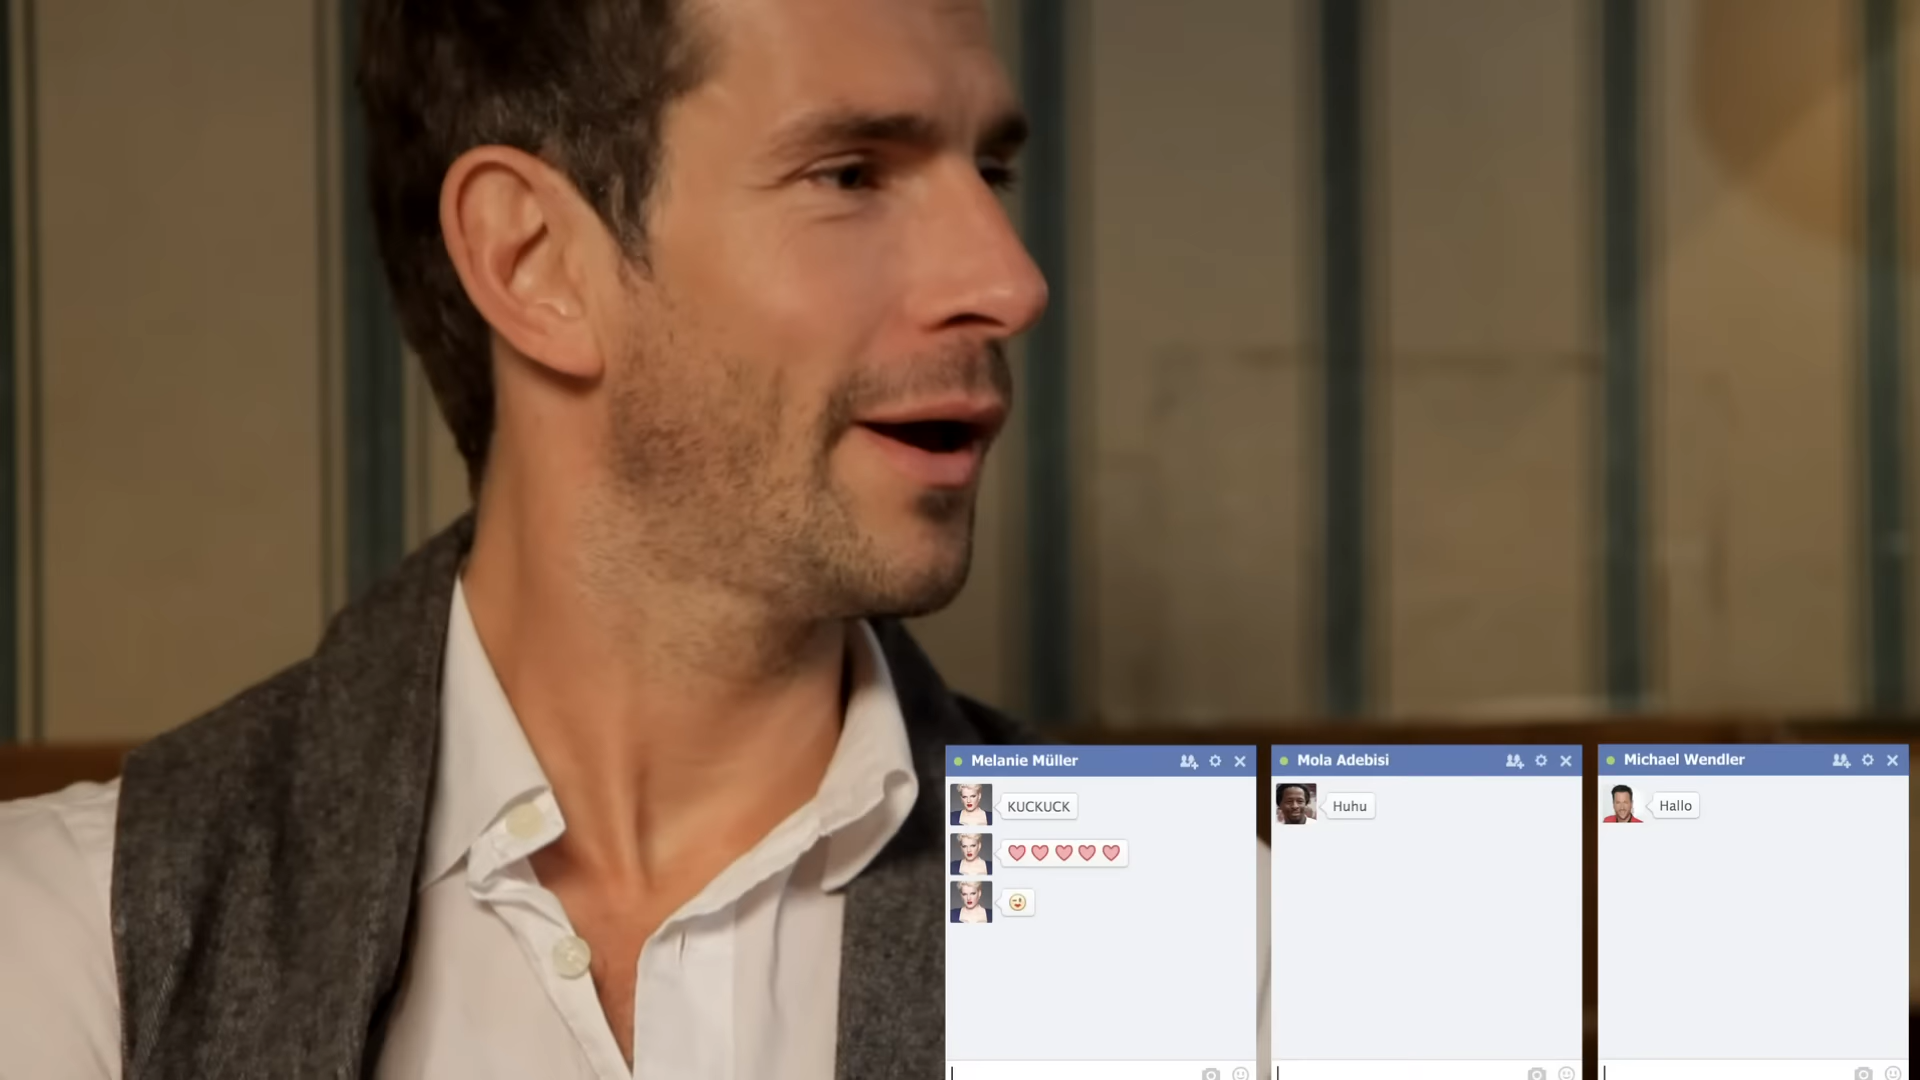 Melanie Müller
KUCKUCK
Mola Adebisi
Huhu
Michael Wendler
Hallo